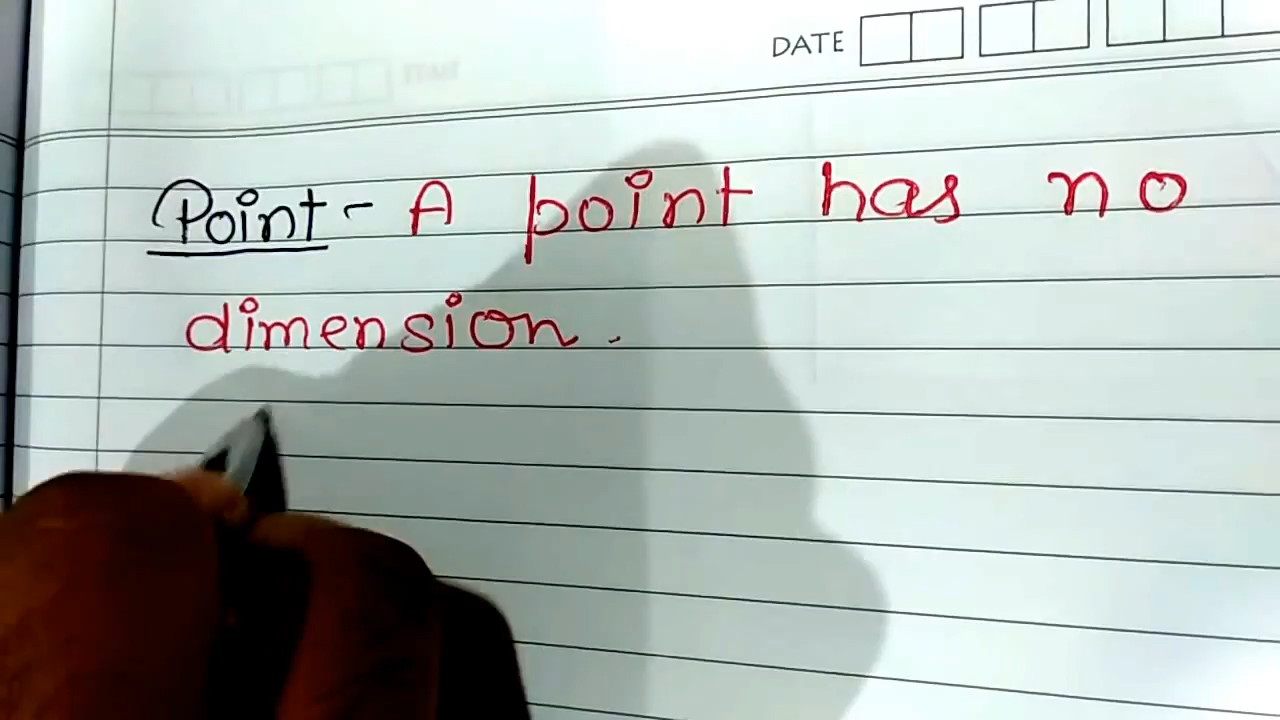 DATE
Point - A point has no
dimension.